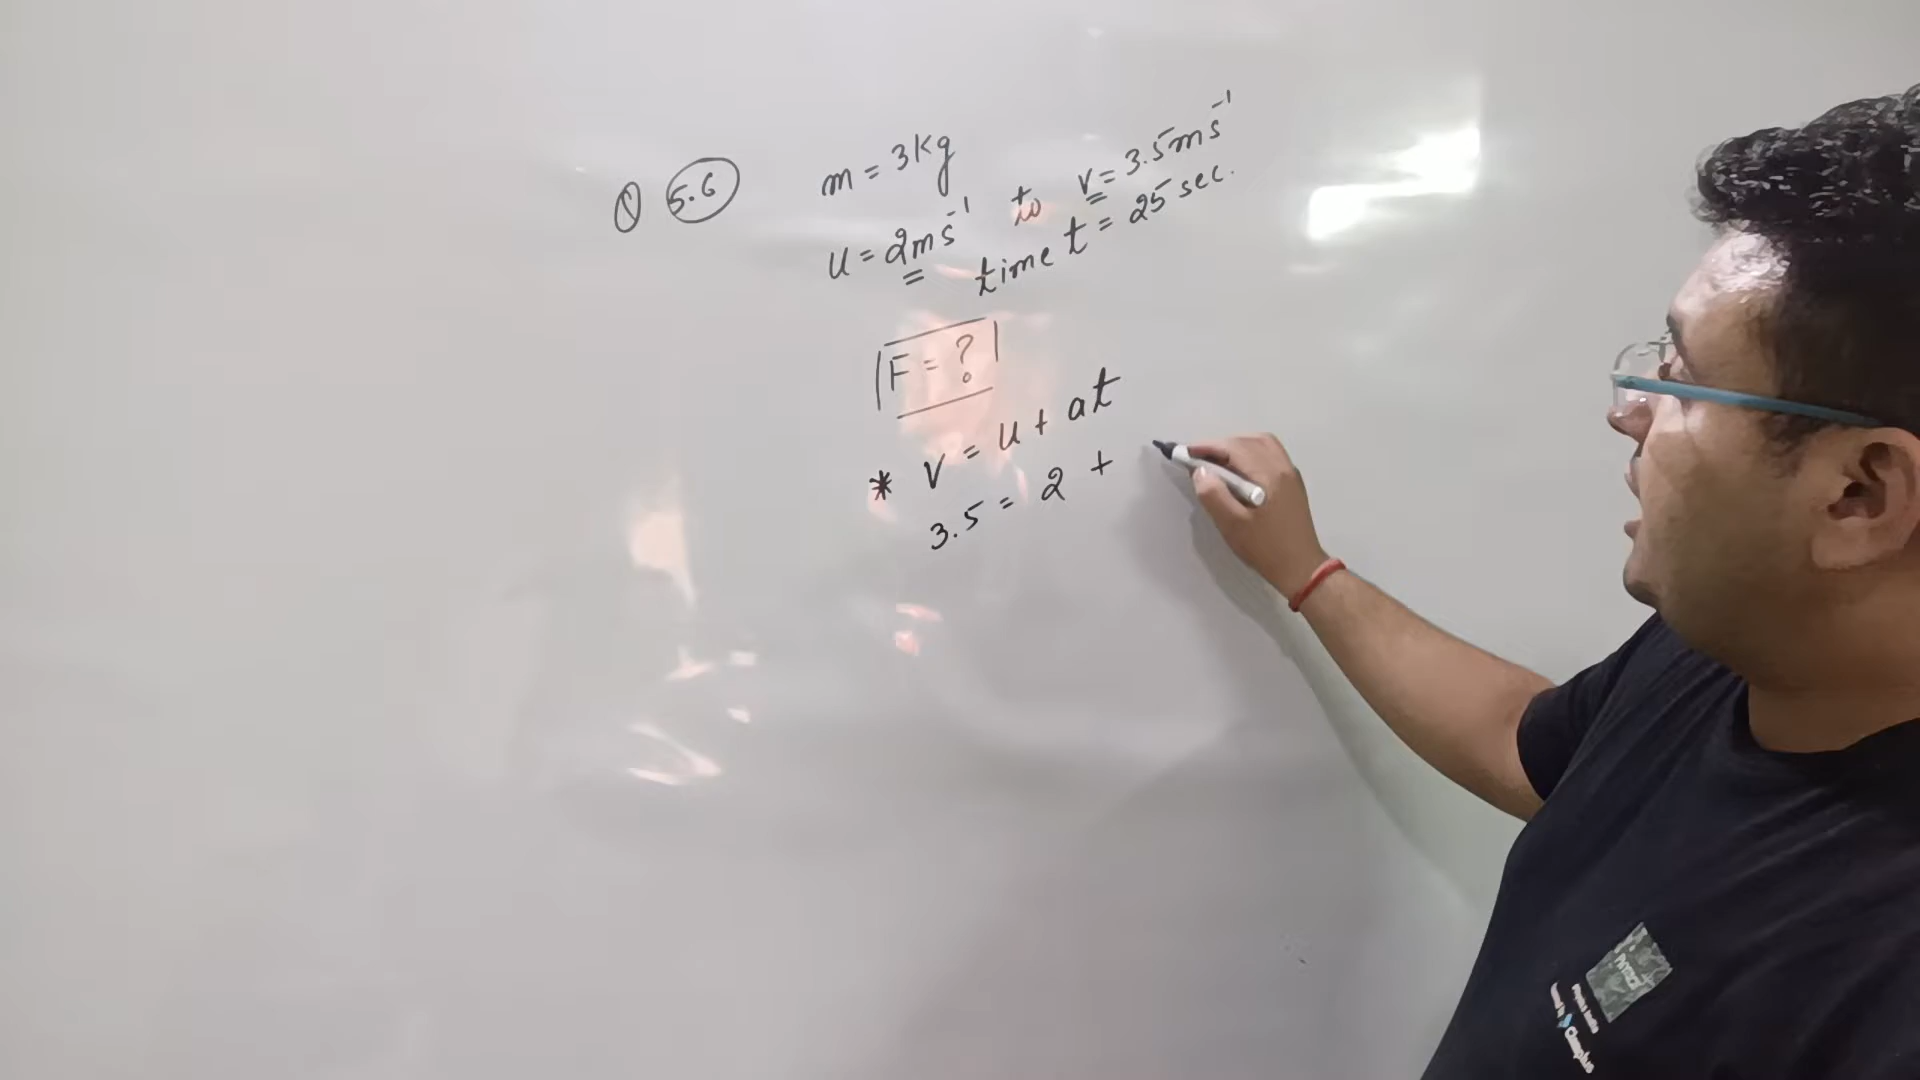 Q 5.6 m = 3kg
u = 2ms⁻¹ to v = 3.5ms⁻¹
time t = 25 sec.
F = ?
* v = u + at
3.5 = 2 +